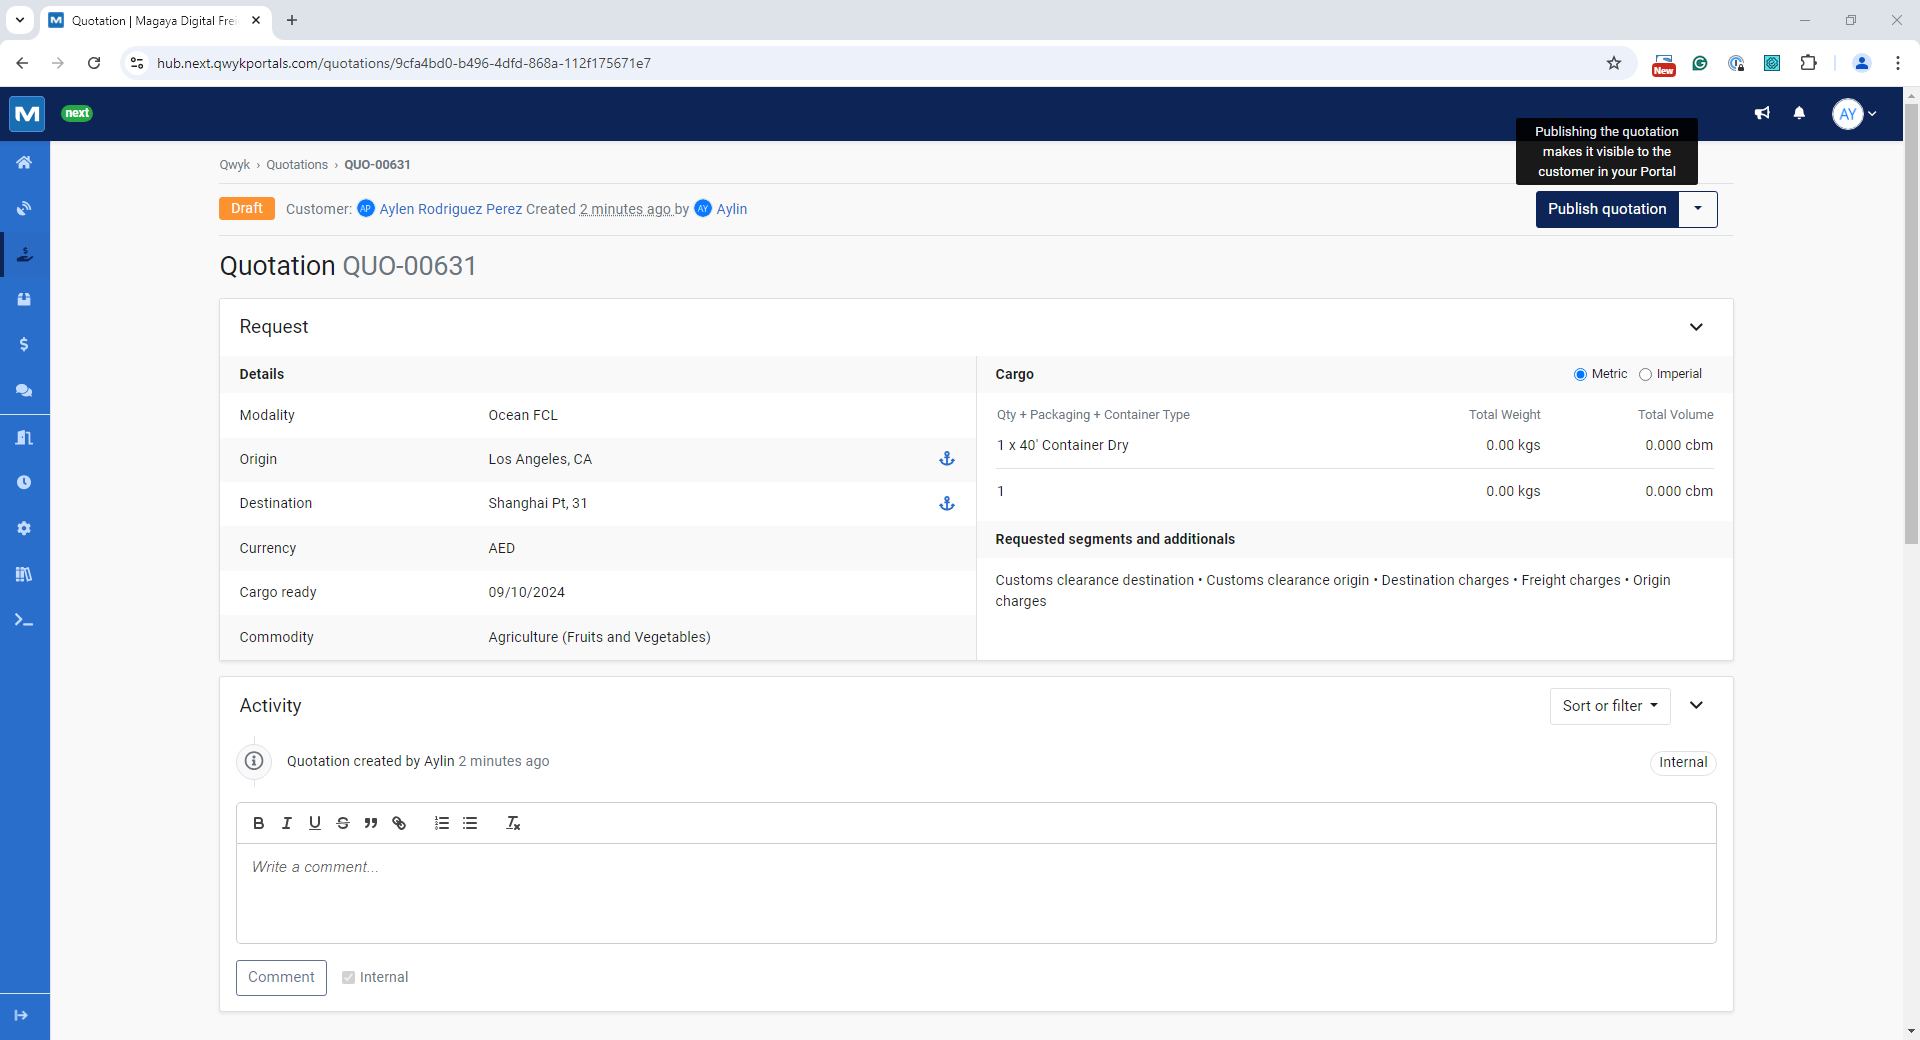 Quotation | Magaya Digital Frei
hub.next.qwykportals.com/quotations/9cfa4bd0-b496-4dfd-868a-112f175671e7
New
next
AY
Publishing the quotation
makes it visible to the
customer in your Portal
Qwyk › Quotations › QUO-00631
Draft Customer: AP Aylen Rodriguez Perez Created 2 minutes ago by AY Aylin
Publish quotation
Quotation QUO-00631
Request
Details
Modality Ocean FCL
Origin Los Angeles, CA
Destination Shanghai Pt, 31
Currency AED
Cargo ready 09/10/2024
Commodity Agriculture (Fruits and Vegetables)
Cargo Metric Imperial
Qty + Packaging + Container Type Total Weight Total Volume
1 x 40' Container Dry 0.00 kgs 0.000 cbm
1 0.00 kgs 0.000 cbm
Requested segments and additionals
Customs clearance destination • Customs clearance origin • Destination charges • Freight charges • Origin
charges
Activity
Sort or filter
Quotation created by Aylin 2 minutes ago
Internal
Write a comment...
Comment Internal